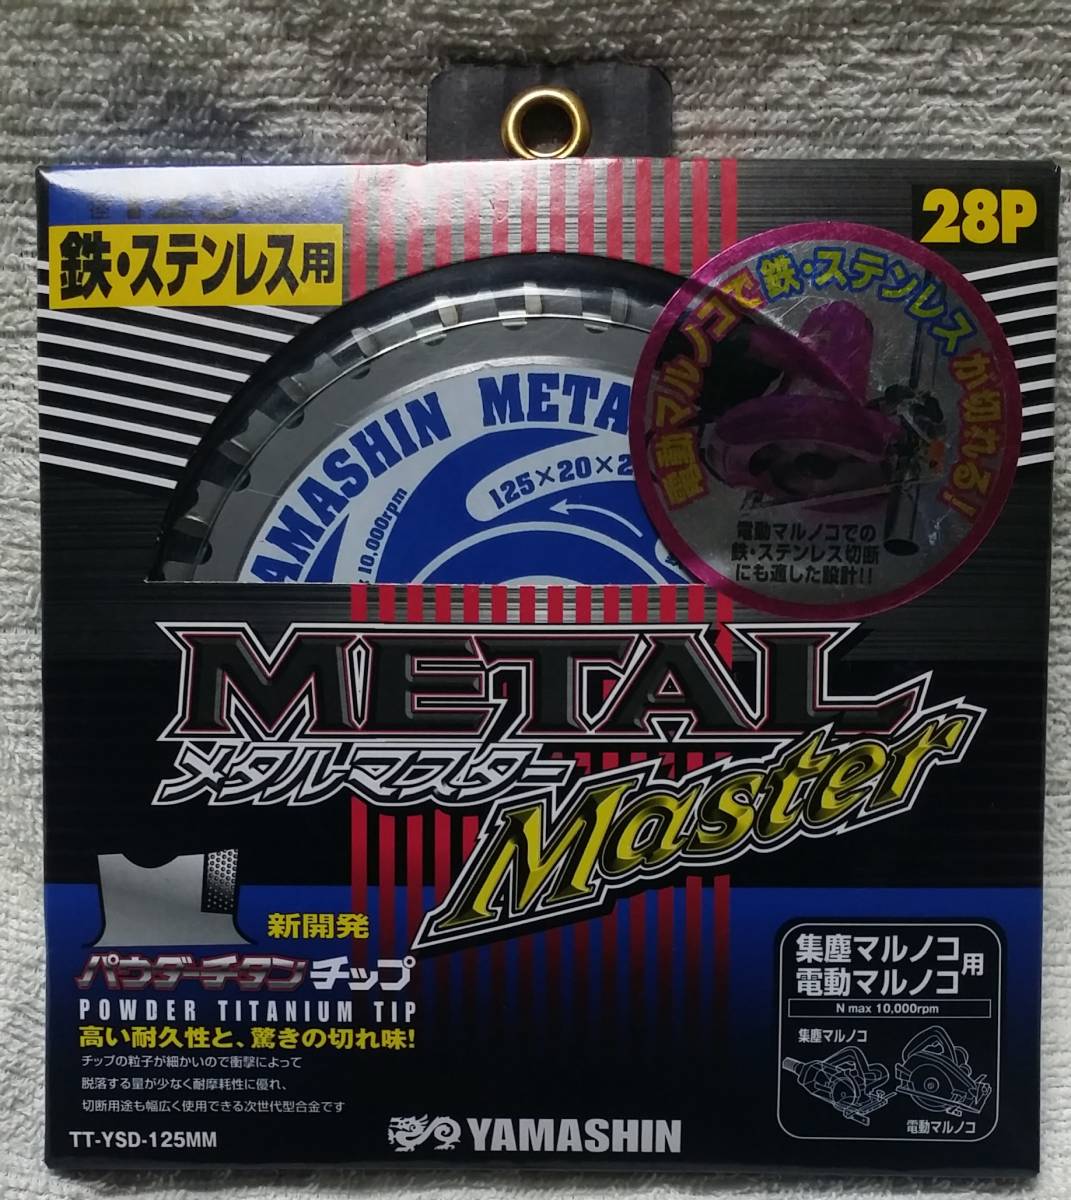 鉄・ステンレス用
28P
電動マルノコで鉄・ステンレスが切れる!
電動マルノコでの
鉄・ステンレス切断
にも適した設計!!
AMASHIN META
125×20×2
10,000rpm
METAL
メタルマスター
Master
新開発
パウダーチタンチップ
POWDER TITANIUM TIP
高い耐久性と、驚きの切れ味!
チップの粒子が細かいので衝撃によって
脱落する量が少なく耐摩耗性に優れ、
切断用途も幅広く使用できる次世代型合金です
TT-YSD-125MM
YAMASHIN
集塵マルノコ
電動マルノコ用
N max 10,000rpm
集塵マルノコ
電動マルノコ